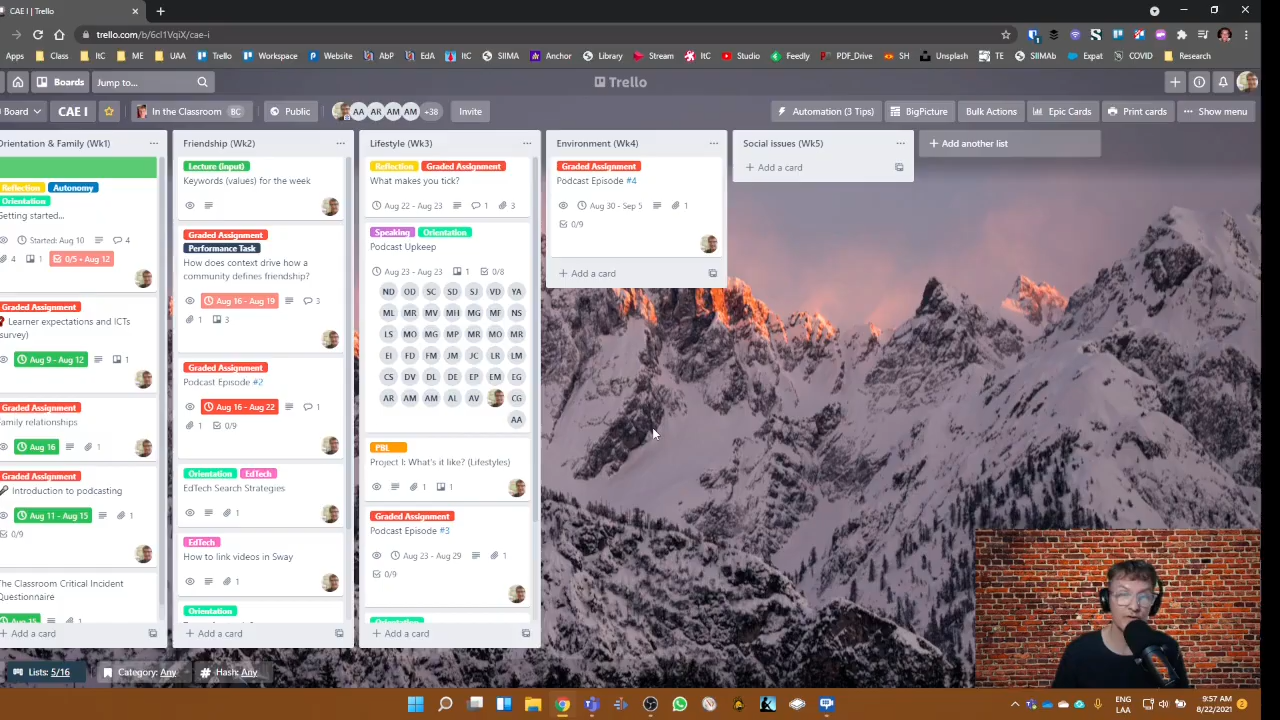 CAE I | Trello
trello.com/b/6cl1VqiX/cae-i
Apps Class ItC ME UAA Trello Workspace Website AbP EdA ItC SIIMA Anchor Library Stream ItC Studio Feedly PDF_Drive SH Unsplash TE SIIMAb Expat COVID Research
Boards Jump to... Trello
Board CAE I In the Classroom BC Public AA AR AM AM +38 Invite Automation (3 Tips) BigPicture Bulk Actions Epic Cards Print cards Show menu
Orientation & Family (Wk1)
Reflection Autonomy
Orientation
Getting started...
Started: Aug 10 4
4 1 0/5 • Aug 12
Graded Assignment
Learner expectations and ICTs
(survey)
Aug 9 - Aug 12 1
Graded Assignment
Family relationships
Aug 16 1
Graded Assignment
Introduction to podcasting
Aug 11 - Aug 15 1
0/9
The Classroom Critical Incident
Questionnaire
Add a card
Friendship (Wk2)
Lecture (Input)
Keywords (values) for the week
Graded Assignment
Performance Task
How does context drive how a
community defines friendship?
Aug 16 - Aug 19 3
1 3
Graded Assignment
Podcast Episode #2
Aug 16 - Aug 22 1
1 0/9
Orientation EdTech
EdTech Search Strategies
1
EdTech
How to link videos in Sway
1
Orientation
+ Add a card
Lifestyle (Wk3)
Reflection Graded Assignment
What makes you tick?
Aug 22 - Aug 23 1 3
Speaking Orientation
Podcast Upkeep
Aug 23 - Aug 23 1 0/8
ND OD SC SD SJ VD YA
ML MR MV MH MG MF NS
LS MO MG MP MR MO MR
EI FD FM JM JC LR LM
CS DV DL DE EP EM EG
AR AM AM AL AV CG
AA
PBL
Project I: What's it like? (Lifestyles)
1 1
Graded Assignment
Podcast Episode #3
Aug 23 - Aug 29 1
0/9
+ Add a card
Environment (Wk4)
Graded Assignment
Podcast Episode #4
Aug 30 - Sep 5 1
0/9
+ Add a card
Social issues (Wk5)
+ Add a card
+ Add another list
Lists: 5/16 Category: Any Hash: Any
ENG
LAA
9:57 AM
8/22/2021
2